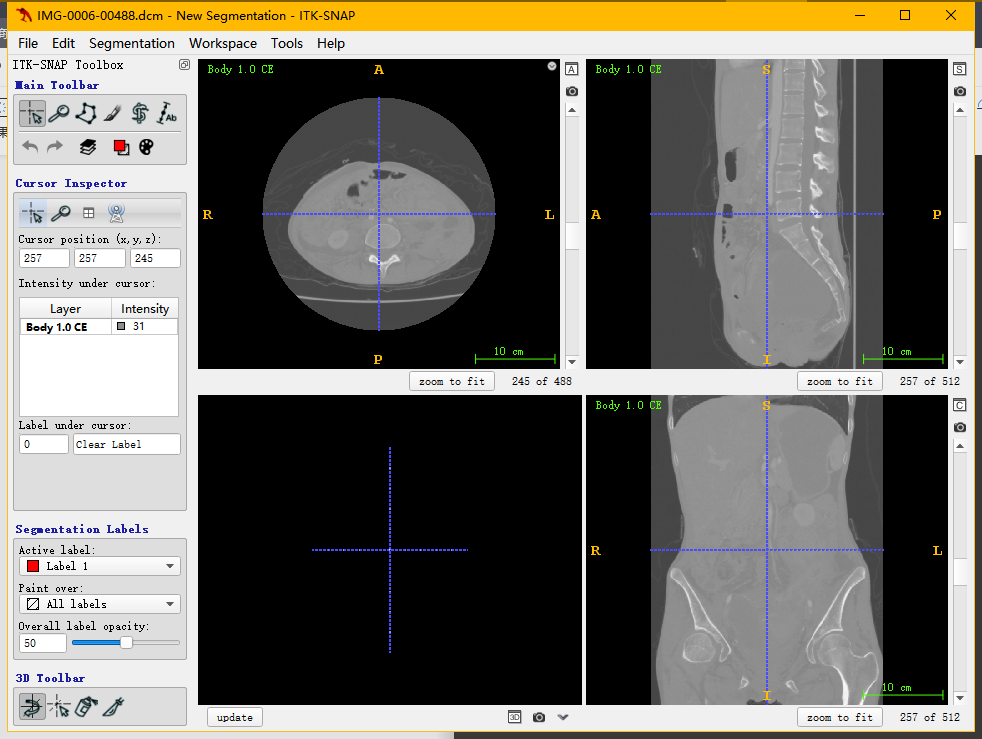 IMG-0006-00488.dcm - New Segmentation - ITK-SNAP
File Edit Segmentation Workspace Tools Help
ITK-SNAP Toolbox
Main Toolbar
Ab
Cursor Inspector
Cursor position (x,y,z):
257 257 245
Intensity under cursor:
Layer Intensity
Body 1.0 CE 31
Label under cursor:
0 Clear Label
Segmentation Labels
Active label:
Label 1
Paint over:
All labels
Overall label opacity:
50
3D Toolbar
Body 1.0 CE
A
R L
P
10 cm
A
zoom to fit 245 of 488
Body 1.0 CE
S
A P
I
10 cm
S
zoom to fit 257 of 512
update
3D
Body 1.0 CE
S
R L
I
10 cm
C
zoom to fit 257 of 512